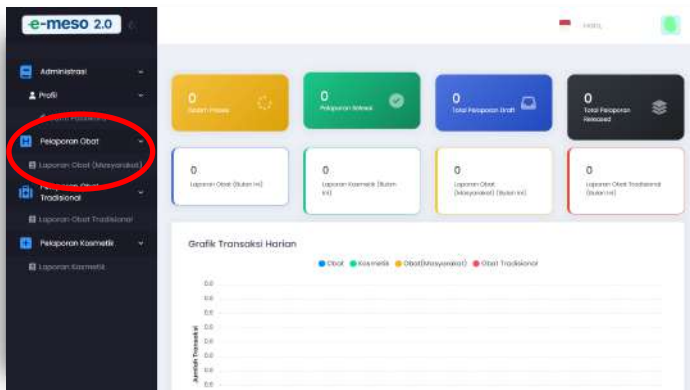 e-meso 2.0
Halo,
Administrasi
Profil
Pelaporan Obat
Laporan Obat (Masyarakat)
Pelaporan Obat
Tradisional
Laporan Obat Tradisional
Pelaporan Kosmetik
Laporan Kosmetik
0
0
Pelaporan Selesai
0
Total Pelaporan Draft
0
Total Pelaporan
Released
0
Laporan Obat (Bulan Ini)
0
Laporan Kosmetik (Bulan
Ini)
0
Laporan Obat
(Masyarakat) (Bulan Ini)
0
Laporan Obat Tradisional
(Bulan Ini)
Grafik Transaksi Harian
Obat Kosmetik Obat(Masyarakat) Obat Tradisional
Jumlah Transaksi